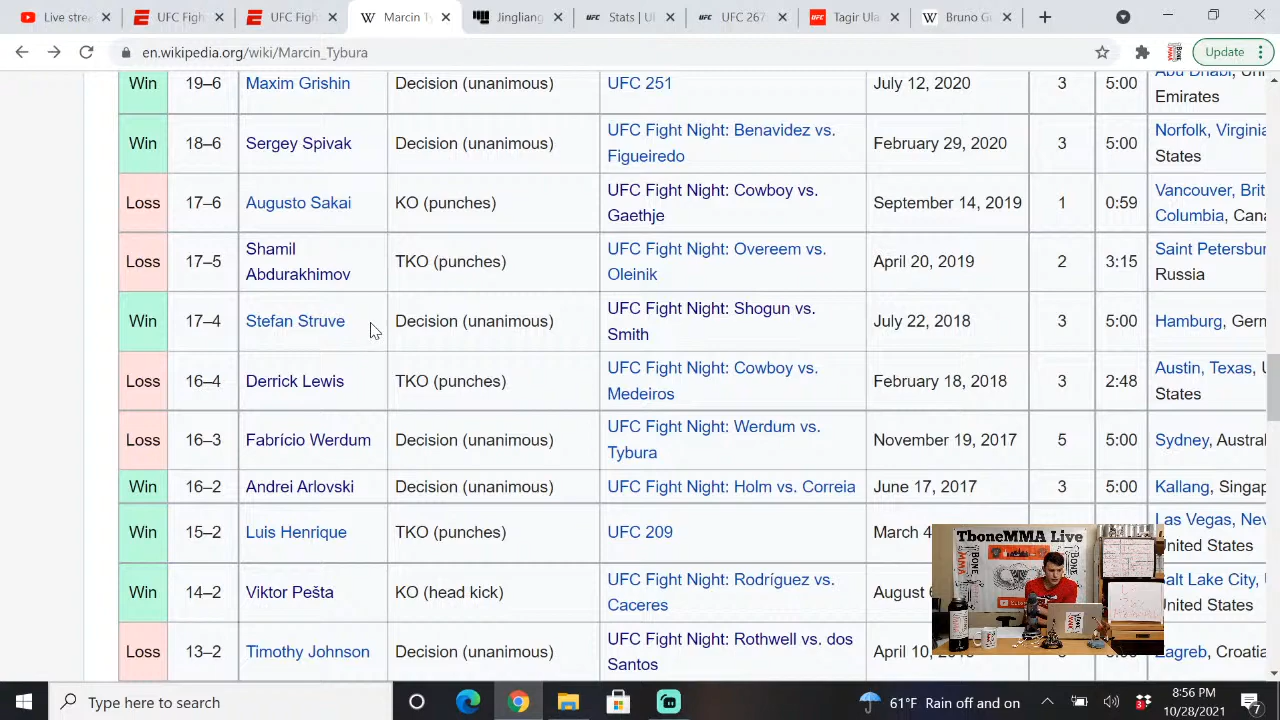 Live strea
UFC Figh
UFC Figh
Marcin Ty
Jingliang
Stats | UF
UFC 267
Tagir Ula
Bruno G
en.wikipedia.org/wiki/Marcin_Tybura
Update
Win 19–6 Maxim Grishin Decision (unanimous) UFC 251 July 12, 2020 3 5:00 Abu Dhabi, Uni
Emirates
Win 18–6 Sergey Spivak Decision (unanimous) UFC Fight Night: Benavidez vs. February 29, 2020 3 5:00 Norfolk, Virginia
Figueiredo States
Loss 17–6 Augusto Sakai KO (punches) UFC Fight Night: Cowboy vs. September 14, 2019 1 0:59 Vancouver, Brit
Gaethje Columbia, Cana
Loss 17–5 Shamil TKO (punches) UFC Fight Night: Overeem vs. April 20, 2019 2 3:15 Saint Petersbur
Abdurakhimov Oleinik Russia
Win 17–4 Stefan Struve Decision (unanimous) UFC Fight Night: Shogun vs. July 22, 2018 3 5:00 Hamburg, Germ
Smith
Loss 16–4 Derrick Lewis TKO (punches) UFC Fight Night: Cowboy vs. February 18, 2018 3 2:48 Austin, Texas, U
Medeiros States
Loss 16–3 Fabrício Werdum Decision (unanimous) UFC Fight Night: Werdum vs. November 19, 2017 5 5:00 Sydney, Austral
Tybura
Win 16–2 Andrei Arlovski Decision (unanimous) UFC Fight Night: Holm vs. Correia June 17, 2017 3 5:00 Kallang, Singap
Win 15–2 Luis Henrique TKO (punches) UFC 209 March 4 Las Vegas, Nev
United States
Win 14–2 Viktor Pešta KO (head kick) UFC Fight Night: Rodríguez vs. August 6 Salt Lake City, U
Caceres United States
Loss 13–2 Timothy Johnson Decision (unanimous) UFC Fight Night: Rothwell vs. dos April 10, Zagreb, Croatia
Santos
TboneMMA Live
Type here to search
61°F Rain off and on
8:56 PM
10/28/2021
7